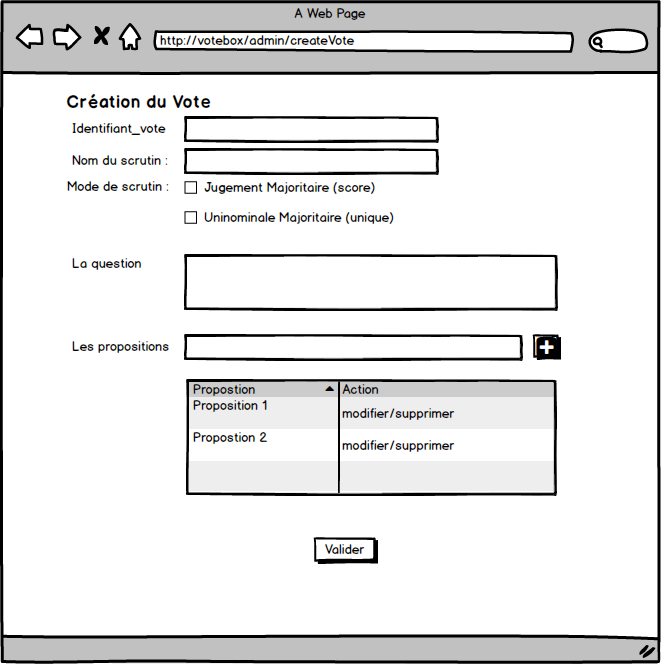 A Web Page
http://votebox/admin/createVote
Création du Vote
Identifiant_vote
Nom du scrutin :
Mode de scrutin :
Jugement Majoritaire (score)
Uninominale Majoritaire (unique)
La question
Les propositions
Propostion Action
Proposition 1
modifier/supprimer
Propostion 2
modifier/supprimer
Valider